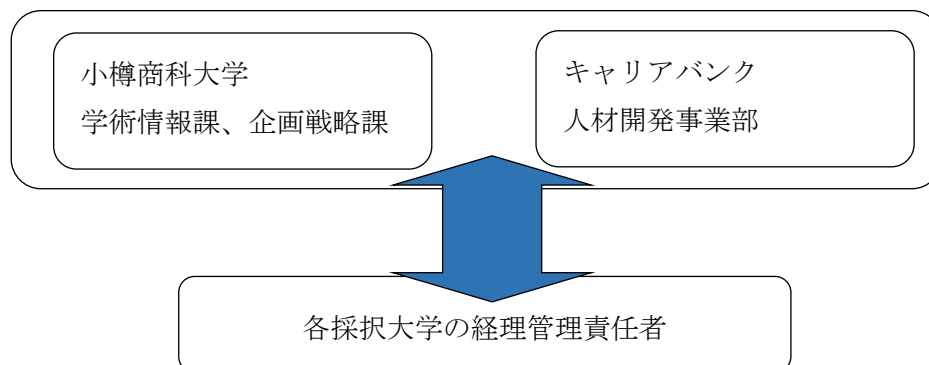 小樽商科大学
学術情報課、企画戦略課
キャリアバンク
人材開発事業部
各採択大学の経理管理責任者